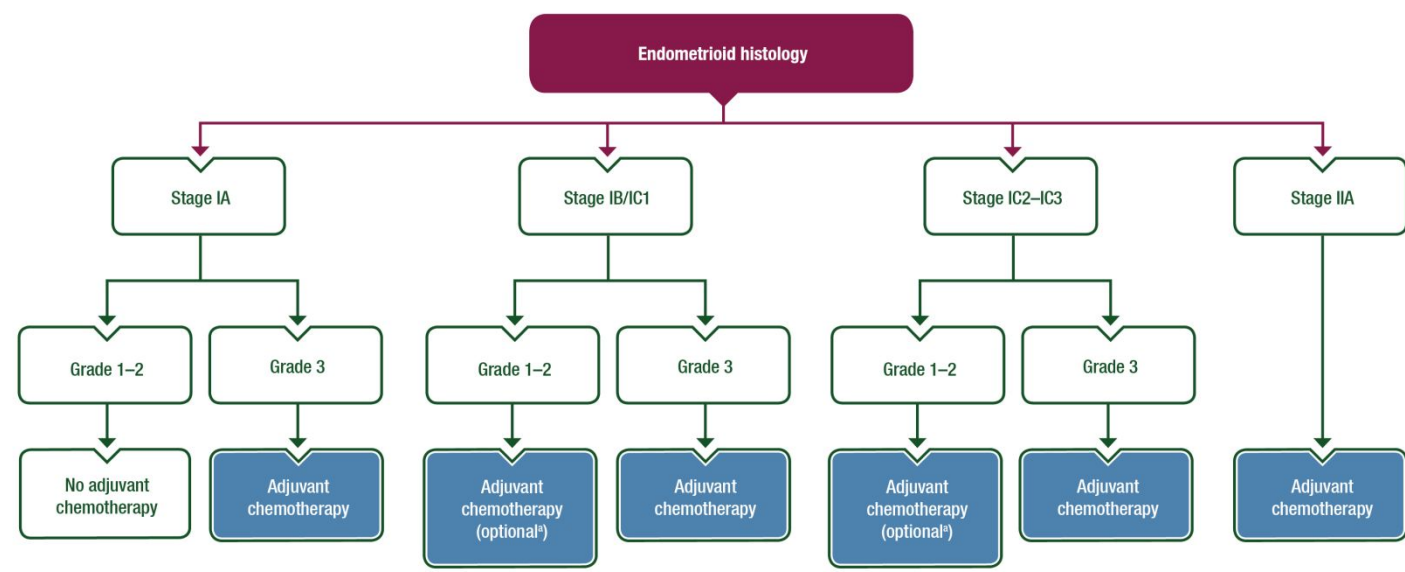 Endometrioid histology
Stage IA
Stage IB/IC1
Stage IC2–IC3
Stage IIA
Grade 1–2
Grade 3
Grade 1–2
Grade 3
Grade 1–2
Grade 3
No adjuvant
chemotherapy
Adjuvant
chemotherapy
Adjuvant
chemotherapy
(optionalᵃ)
Adjuvant
chemotherapy
Adjuvant
chemotherapy
(optionalᵃ)
Adjuvant
chemotherapy
Adjuvant
chemotherapy